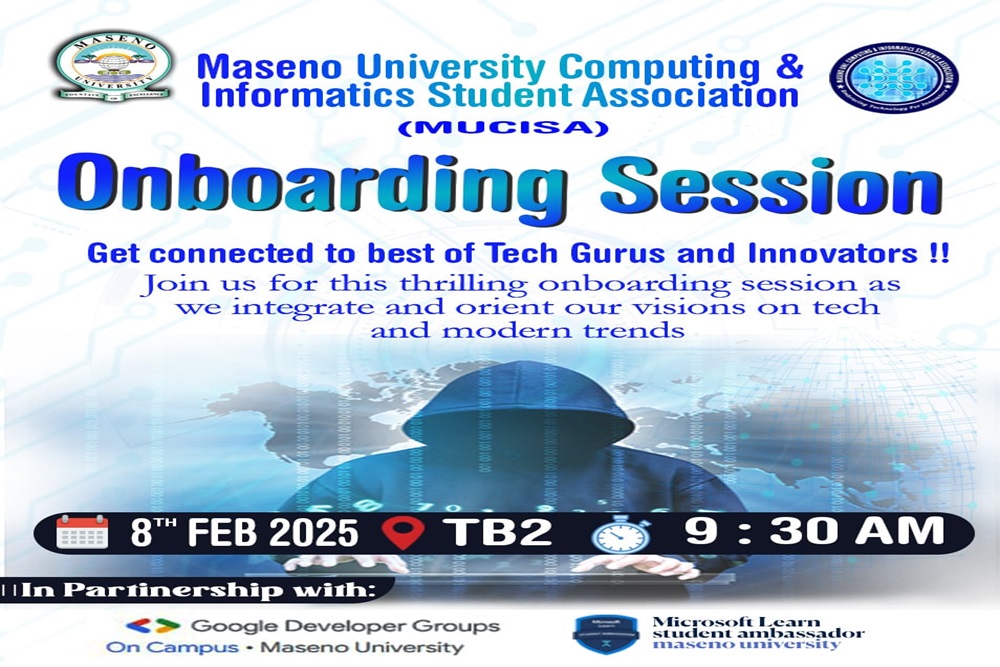 MASENO
UNIVERSITY
Maseno University Computing &
Informatics Student Association
(MUCISA)
Onboarding Session
Get connected to best of Tech Gurus and Innovators !!
Join us for this thrilling onboarding session as
we integrate and orient our visions on tech
and modern trends
8TH FEB 2025 TB2 9 : 30 AM
In Partinership with:
Google Developer Groups
On Campus • Maseno University
Microsoft Learn
student ambassador
maseno university